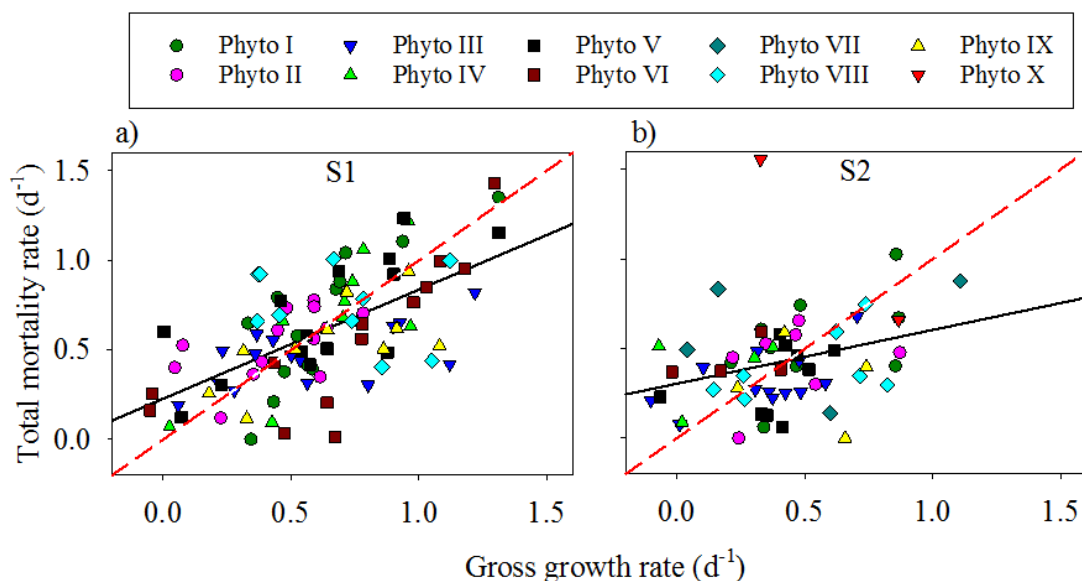 Phyto I Phyto III Phyto V Phyto VII Phyto IX
Phyto II Phyto IV Phyto VI Phyto VIII Phyto X
a) b)
S1 S2
Total mortality rate (d-1)
1.5
1.0
0.5
0.0
0.0 0.5 1.0 1.5 0.0 0.5 1.0 1.5
Gross growth rate (d-1)